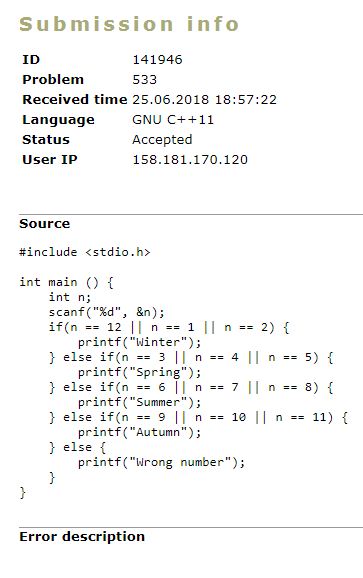 Submission info
ID 141946
Problem 533
Received time 25.06.2018 18:57:22
Language GNU C++11
Status Accepted
User IP 158.181.170.120
Source
#include <stdio.h>
int main () {
    int n;
    scanf("%d", &n);
    if(n == 12 || n == 1 || n == 2) {
        printf("Winter");
    } else if(n == 3 || n == 4 || n == 5) {
        printf("Spring");
    } else if(n == 6 || n == 7 || n == 8) {
        printf("Summer");
    } else if(n == 9 || n == 10 || n == 11) {
        printf("Autumn");
    } else {
        printf("Wrong number");
    }
}
Error description